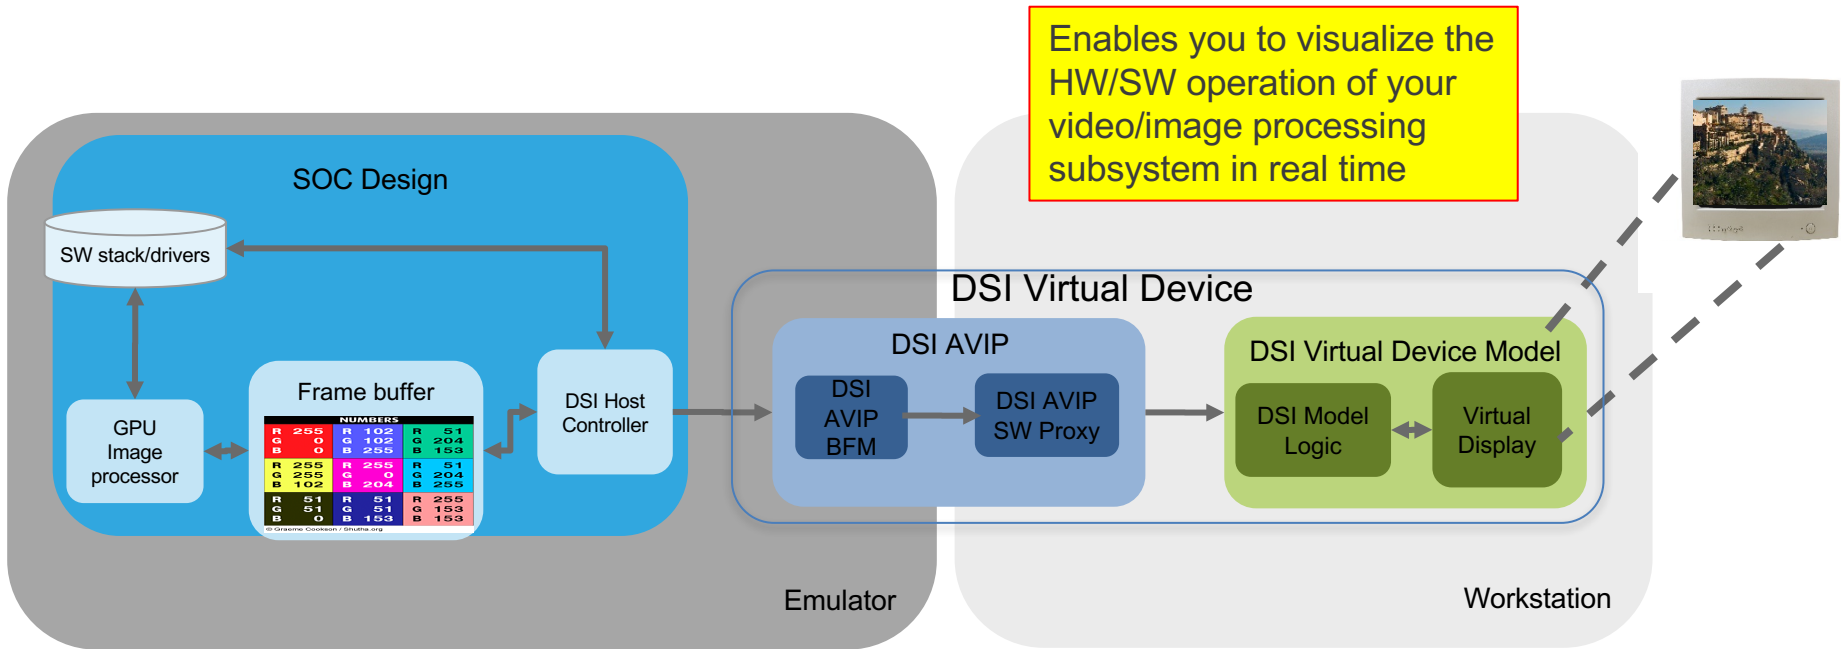 Enables you to visualize the
HW/SW operation of your
video/image processing
subsystem in real time
SOC Design
SW stack/drivers
DSI Virtual Device
DSI AVIP
DSI Virtual Device Model
Frame buffer
NUMBERS
R 255 R 102 R 51
G 0 G 102 G 204
B 0 B 255 B 153
R 255 R 255 R 51
G 255 G 0 G 204
B 102 B 204 B 255
R 51 R 51 R 255
G 51 G 51 G 153
B 0 B 153 B 153
© Graeme Cookson / Shutha.org
GPU
Image
processor
DSI Host
Controller
DSI
AVIP
BFM
DSI AVIP
SW Proxy
DSI Model
Logic
Virtual
Display
Emulator
Workstation